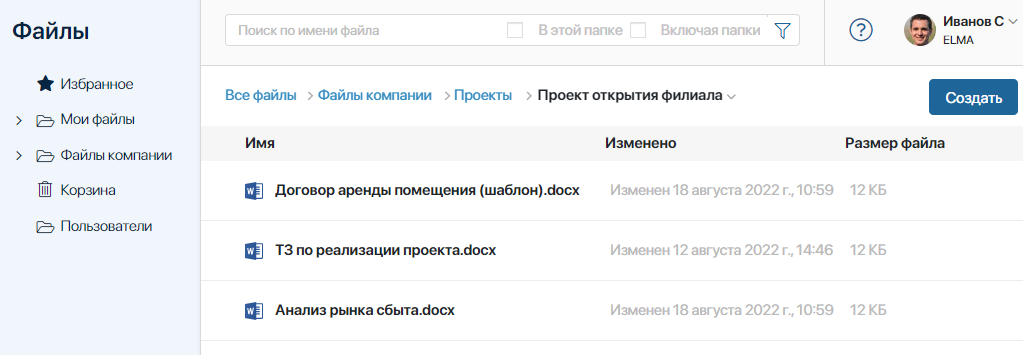 Файлы
Поиск по имени файла В этой папке Включая папки
? Иванов С
ELMA
Избранное
Мои файлы
Файлы компании
Корзина
Пользователи
Все файлы > Файлы компании > Проекты > Проект открытия филиала
Создать
Имя Изменено Размер файла
Договор аренды помещения (шаблон).docx Изменен 18 августа 2022 г., 10:59 12 КБ
ТЗ по реализации проекта.docx Изменен 12 августа 2022 г., 14:46 12 КБ
Анализ рынка сбыта.docx Изменен 18 августа 2022 г., 10:59 12 КБ